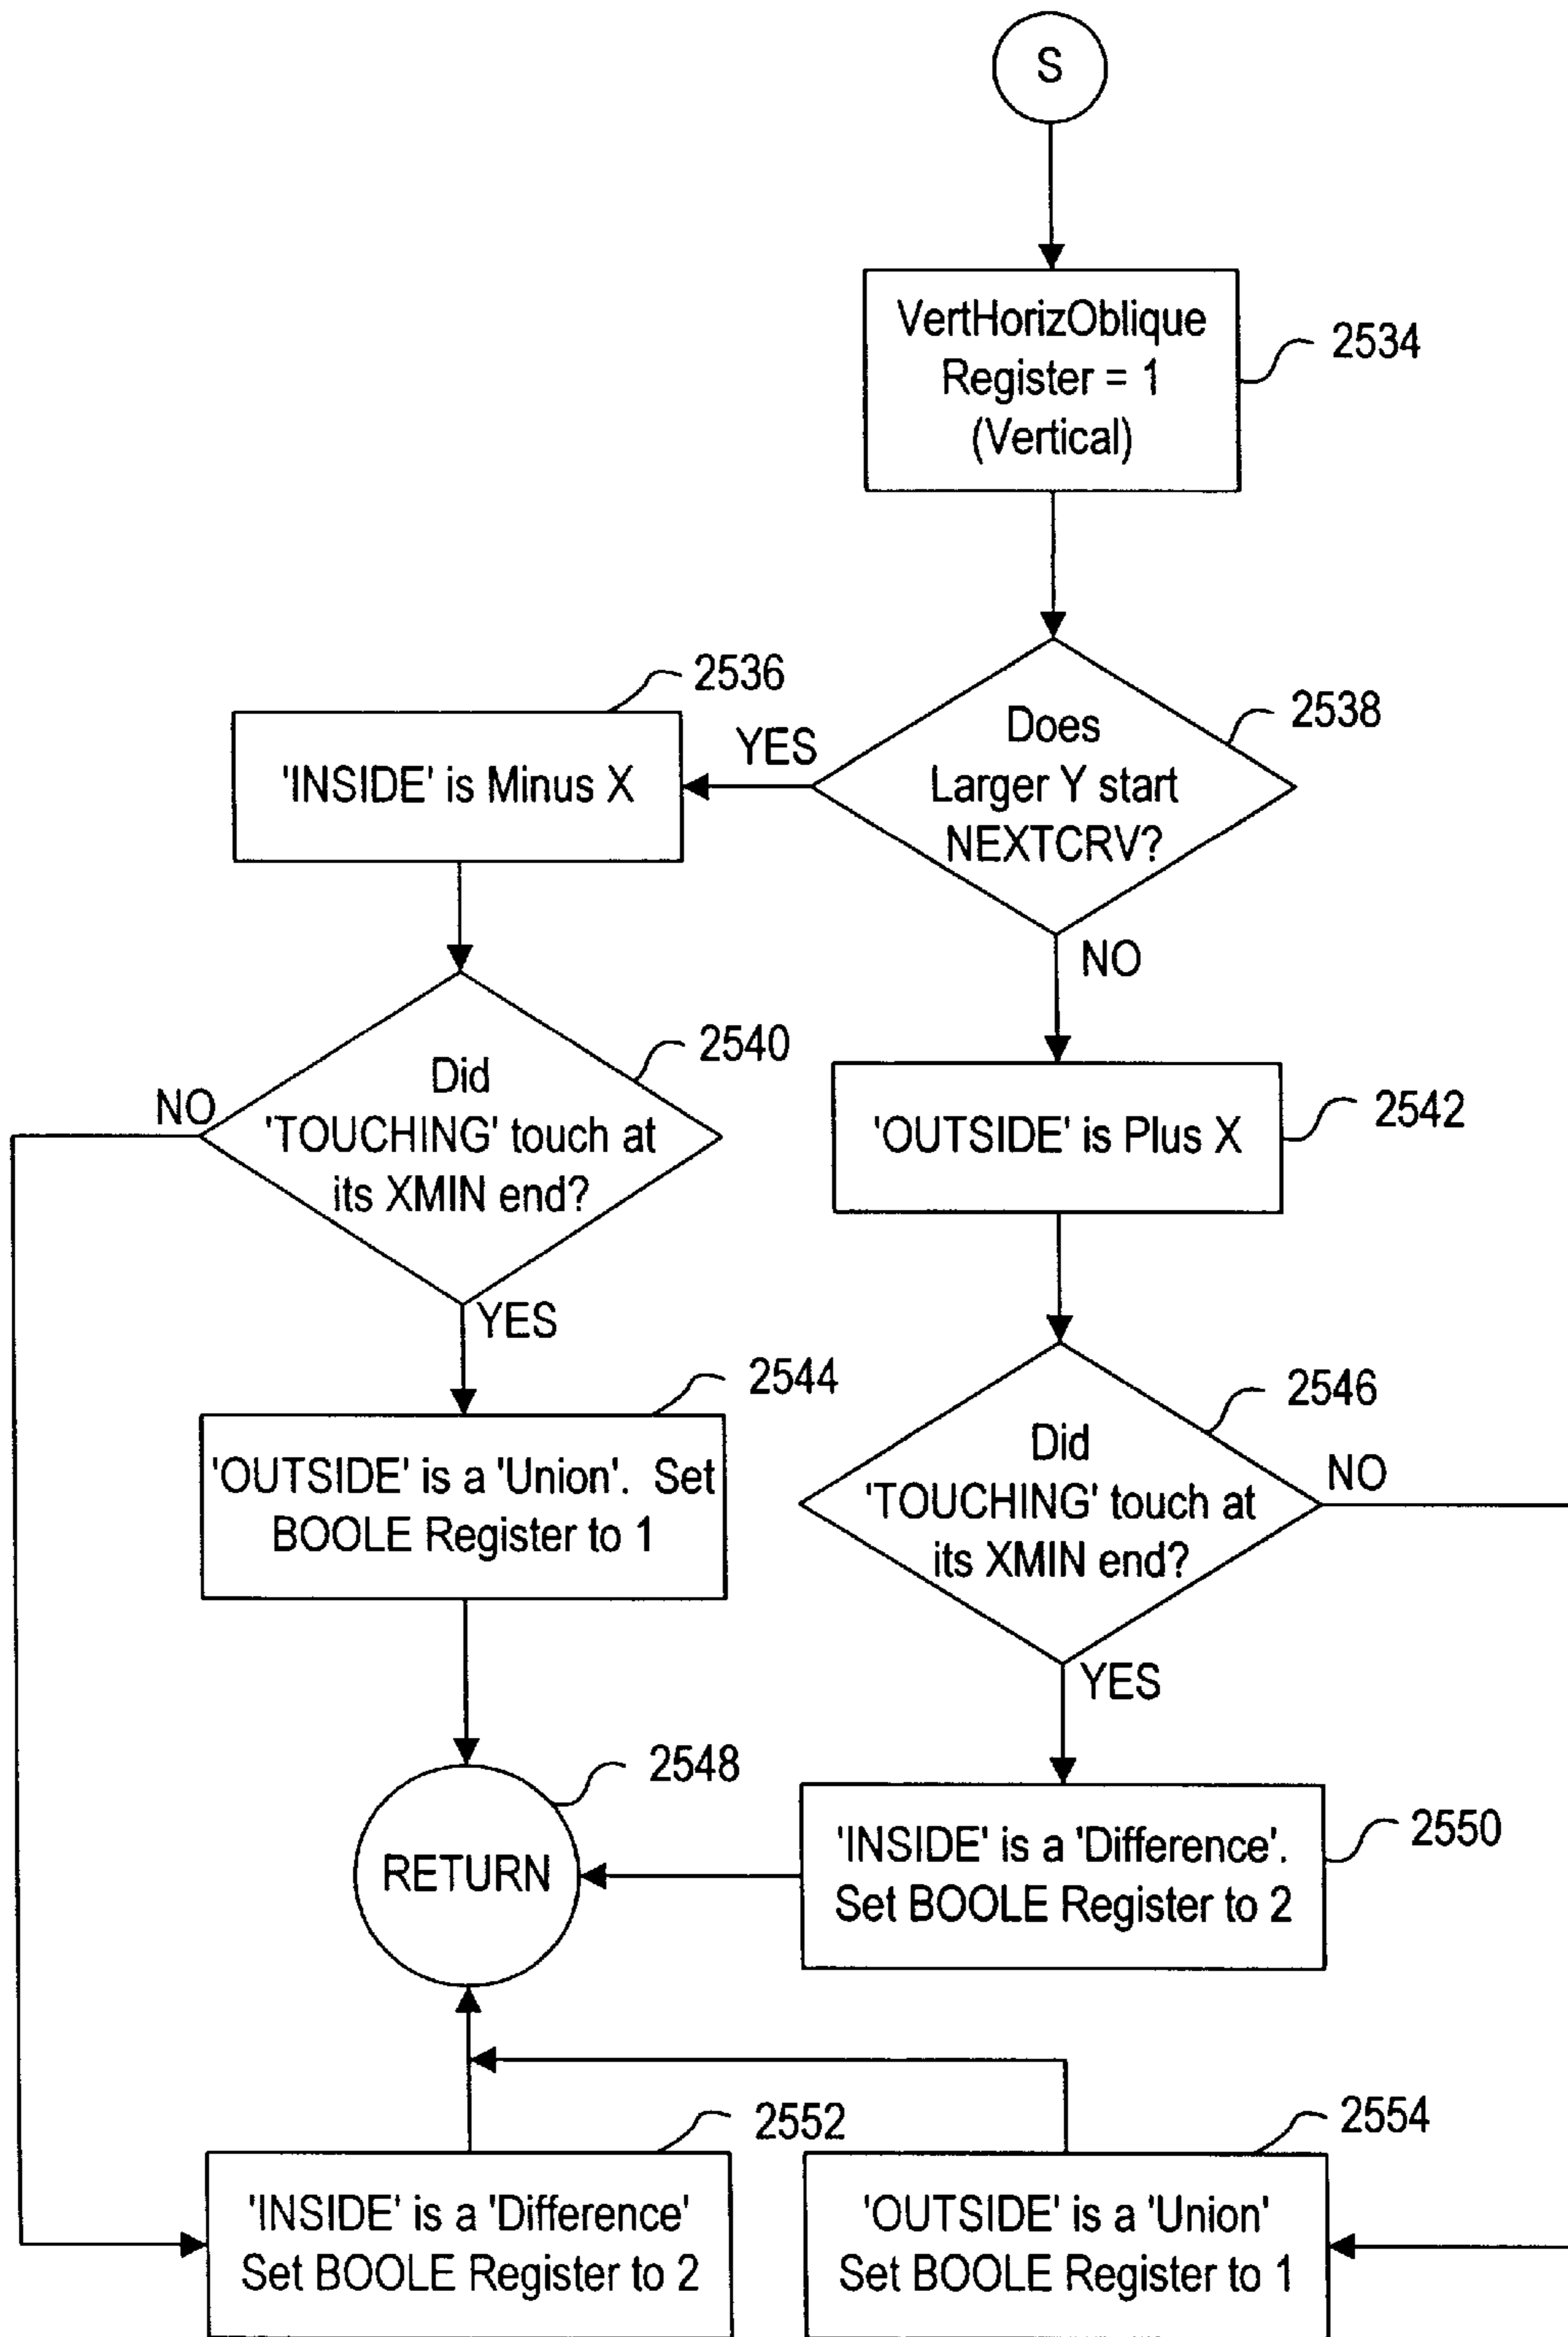 S
VertHorizOblique
Register = 1
(Vertical)
2534
2536
'INSIDE' is Minus X
YES
Does
Larger Y start
NEXTCRV?
2538
NO
2540
Did
'TOUCHING' touch at
its XMIN end?
NO
YES
'OUTSIDE' is Plus X
2542
2544
'OUTSIDE' is a 'Union'. Set
BOOLE Register to 1
2546
Did
'TOUCHING' touch at
its XMIN end?
NO
YES
2548
RETURN
'INSIDE' is a 'Difference'.
Set BOOLE Register to 2
2550
2552
'INSIDE' is a 'Difference'
Set BOOLE Register to 2
2554
'OUTSIDE' is a 'Union'
Set BOOLE Register to 1